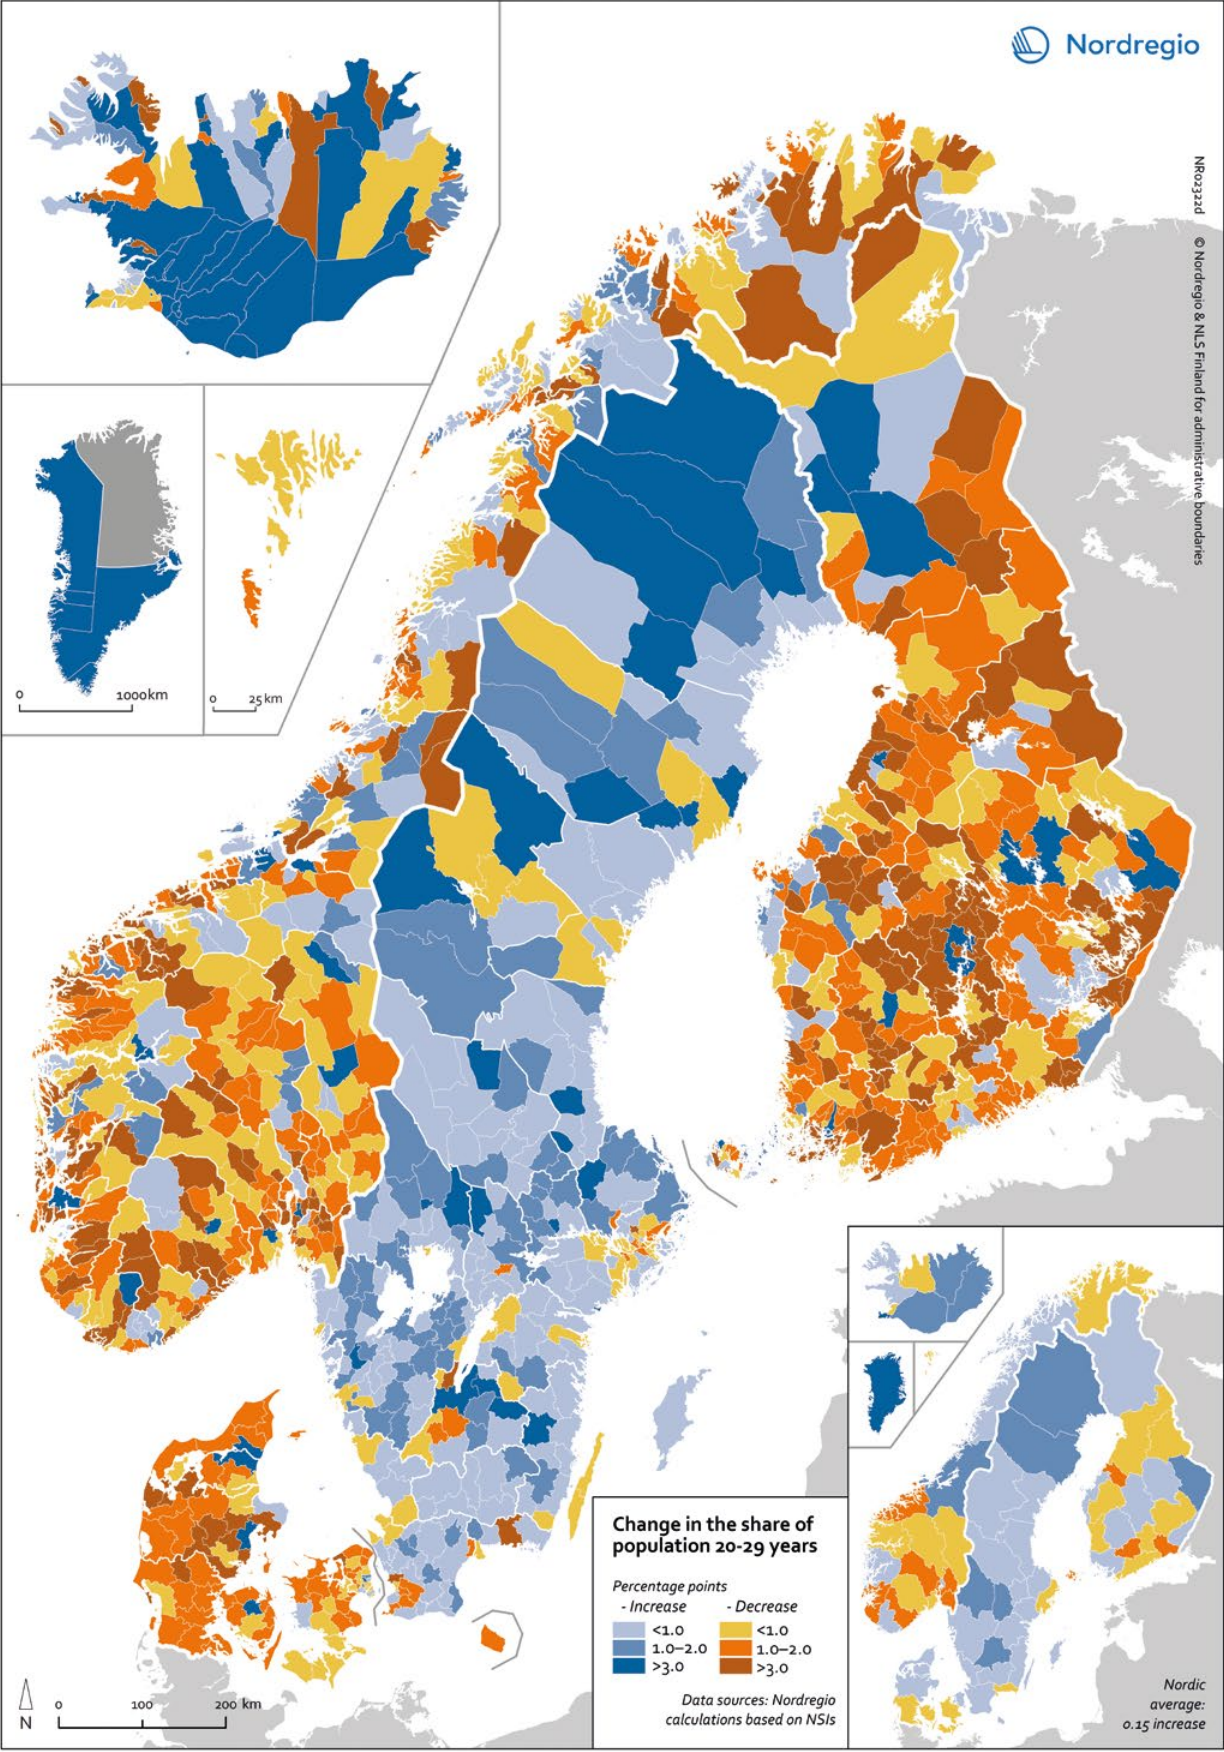 Nordregio
NR02322d
© Nordregio & NLS Finland for administrative boundaries
0
1000km
0
25 km
Change in the share of
population 20-29 years
Percentage points
- Increase
- Decrease
<1.0
<1.0
1.0–2.0
1.0–2.0
>3.0
>3.0
Data sources: Nordregio
calculations based on NSIs
N
0
100
200 km
Nordic
average:
0.15 increase